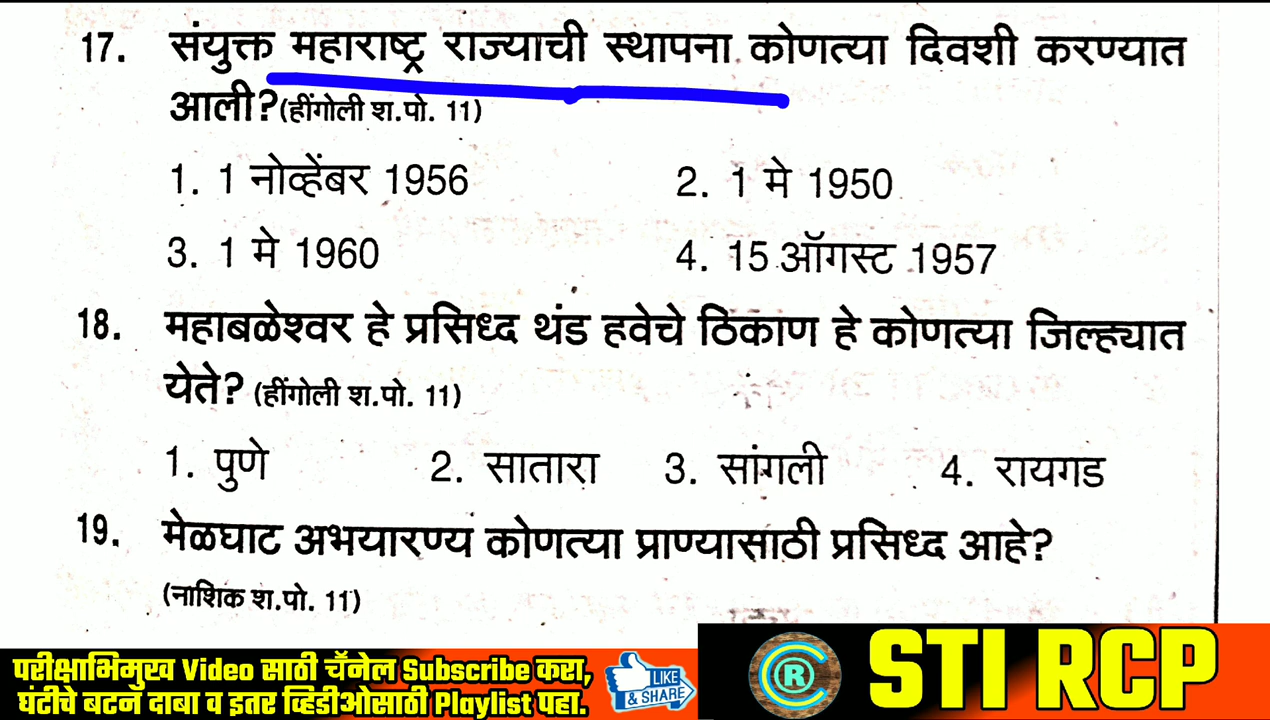 17. संयुक्त महाराष्ट्र राज्याची स्थापना कोणत्या दिवशी करण्यात
आली? (हींगोली श.पो. 11)
1. 1 नोव्हेंबर 1956 2. 1 मे 1950
3. 1 मे 1960 4. 15 ऑगस्ट 1957
18. महाबळेश्वर हे प्रसिध्द थंड हवेचे ठिकाण हे कोणत्या जिल्ह्यात
येते? (हींगोली श.पो. 11)
1. पुणे 2. सातारा 3. सांगली 4. रायगड
19. मेळघाट अभयारण्य कोणत्या प्राण्यासाठी प्रसिध्द आहे?
(नाशिक श.पो. 11)
परीक्षाभिमुख Video साठी चॅनेल Subscribe करा,
घंटीचे बटन दाबा व इतर व्हिडीओसाठी Playlist पहा.
LIKE
& SHARE
R
STI RCP